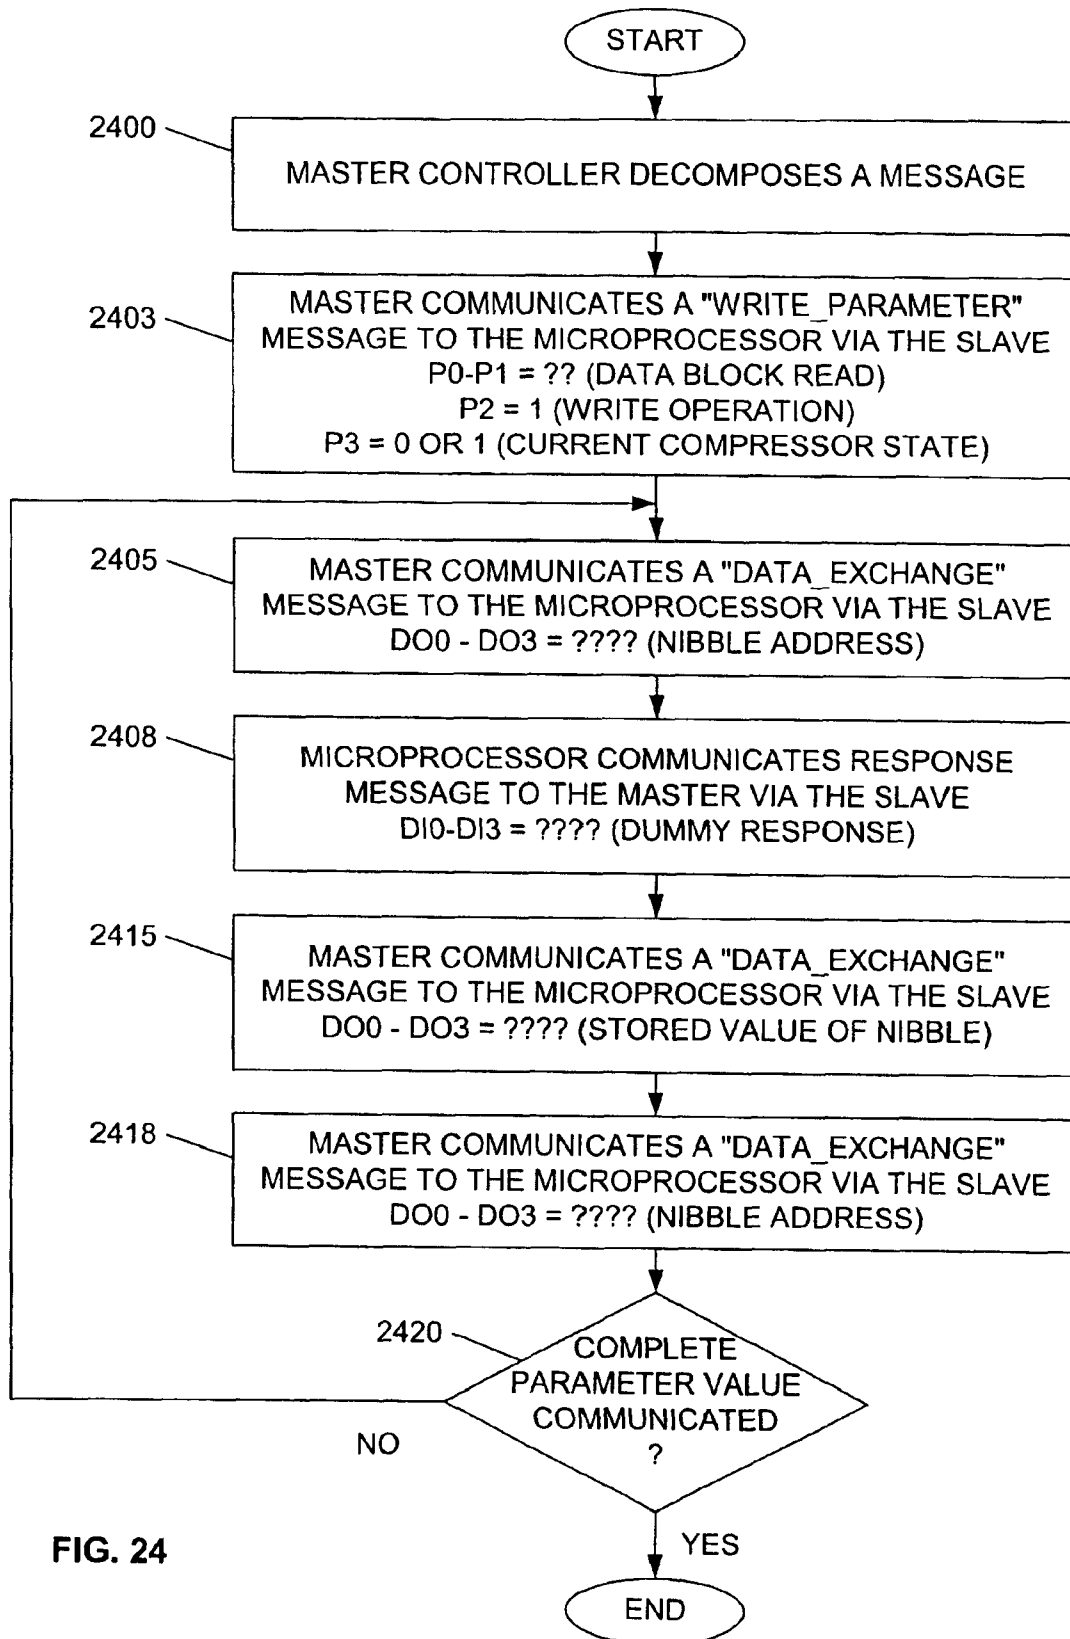 START
2400
MASTER CONTROLLER DECOMPOSES A MESSAGE
2403
MASTER COMMUNICATES A "WRITE_PARAMETER"
MESSAGE TO THE MICROPROCESSOR VIA THE SLAVE
P0-P1 = ?? (DATA BLOCK READ)
P2 = 1 (WRITE OPERATION)
P3 = 0 OR 1 (CURRENT COMPRESSOR STATE)
2405
MASTER COMMUNICATES A "DATA_EXCHANGE"
MESSAGE TO THE MICROPROCESSOR VIA THE SLAVE
DO0 - DO3 = ???? (NIBBLE ADDRESS)
2408
MICROPROCESSOR COMMUNICATES RESPONSE
MESSAGE TO THE MASTER VIA THE SLAVE
DI0-DI3 = ???? (DUMMY RESPONSE)
2415
MASTER COMMUNICATES A "DATA_EXCHANGE"
MESSAGE TO THE MICROPROCESSOR VIA THE SLAVE
DO0 - DO3 = ???? (STORED VALUE OF NIBBLE)
2418
MASTER COMMUNICATES A "DATA_EXCHANGE"
MESSAGE TO THE MICROPROCESSOR VIA THE SLAVE
DO0 - DO3 = ???? (NIBBLE ADDRESS)
2420
COMPLETE
PARAMETER VALUE
COMMUNICATED
?
NO
YES
FIG. 24
END